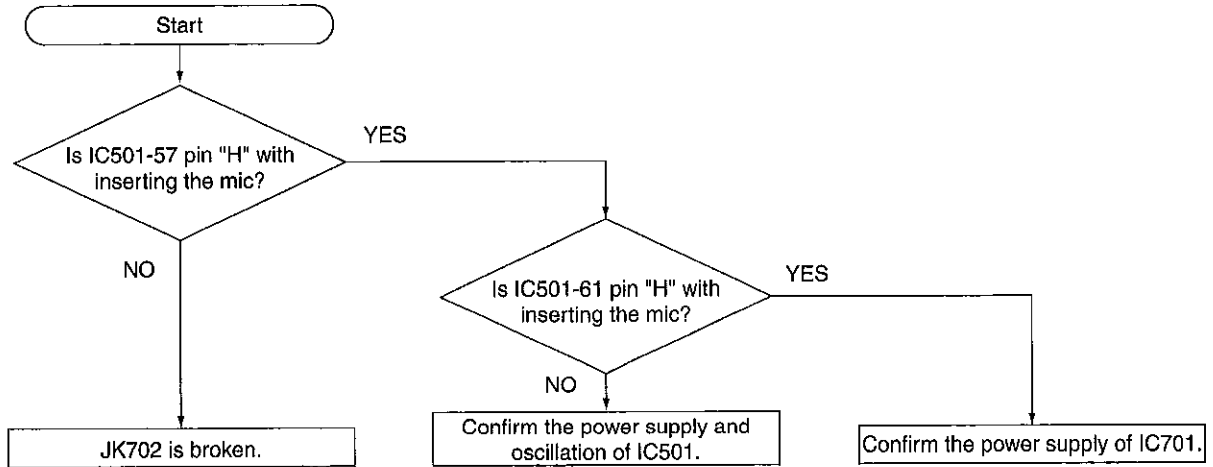 Start
Is IC501-57 pin "H" with
inserting the mic?
YES
NO
Is IC501-61 pin "H" with
inserting the mic?
YES
NO
JK702 is broken.
Confirm the power supply and
oscillation of IC501.
Confirm the power supply of IC701.